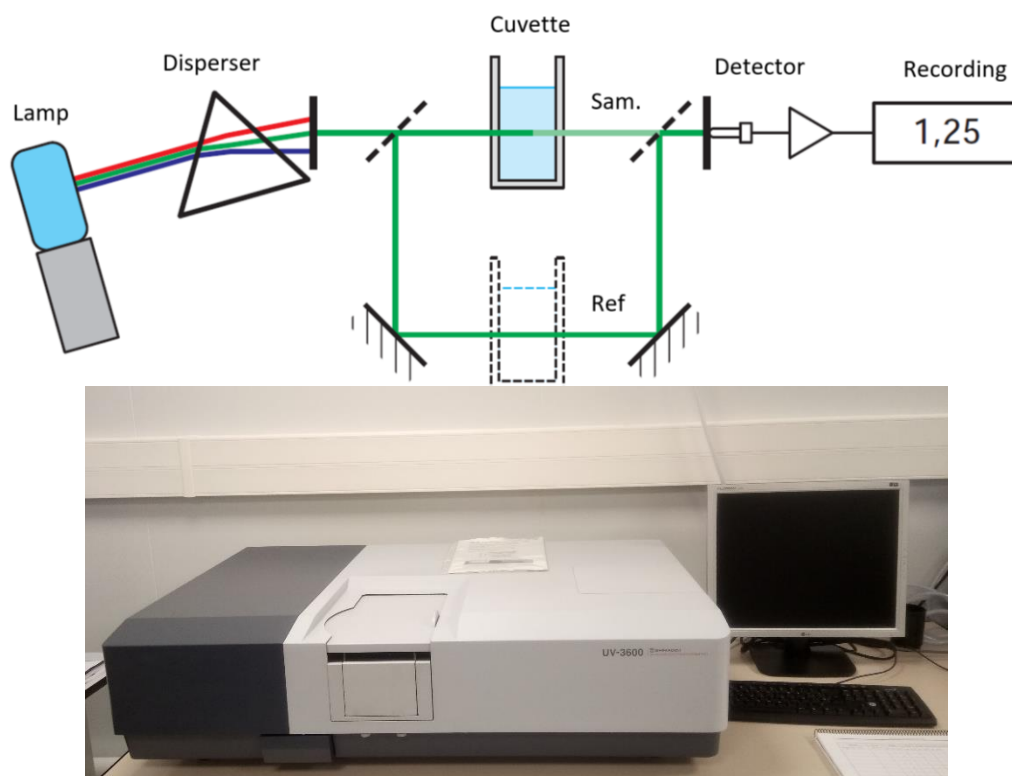 Cuvette
Disperser
Detector
Recording
Lamp
Sam.
1,25
Ref
UV-3600